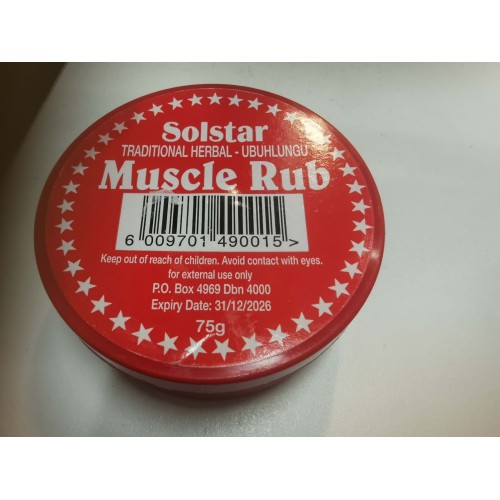 Solstar
TRADITIONAL HERBAL - UBUHLUNGU
Muscle Rub
6 009701 490015 >
Keep out of reach of children. Avoid contact with eyes.
for external use only
P.O. Box 4969 Dbn 4000
Expiry Date: 31/12/2026
75g